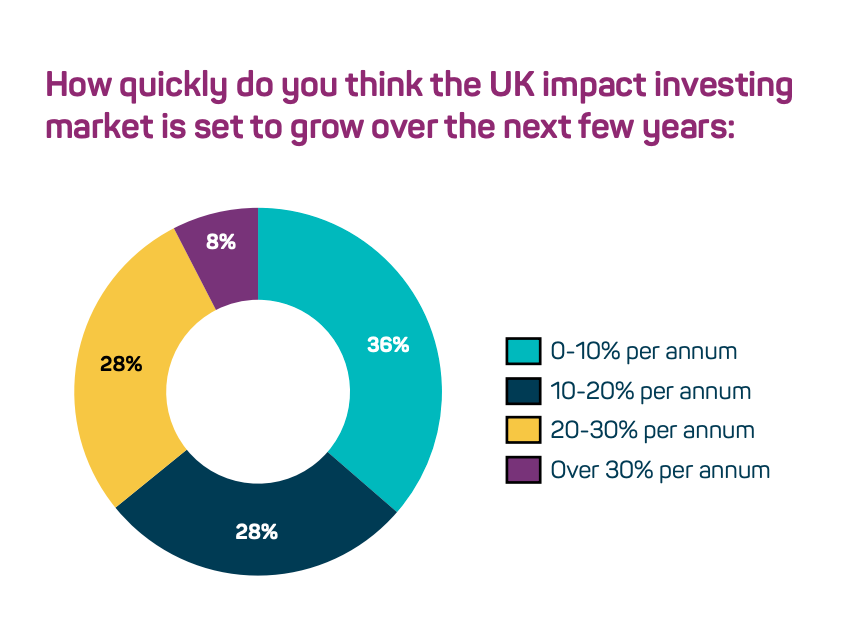 How quickly do you think the UK impact investing
market is set to grow over the next few years:
8%
36%
28%
28%
0-10% per annum
10-20% per annum
20-30% per annum
Over 30% per annum